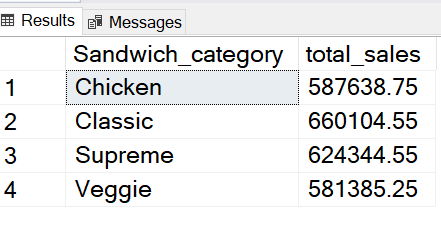 Results Messages
Sandwich_category total_sales
1 Chicken 587638.75
2 Classic 660104.55
3 Supreme 624344.55
4 Veggie 581385.25